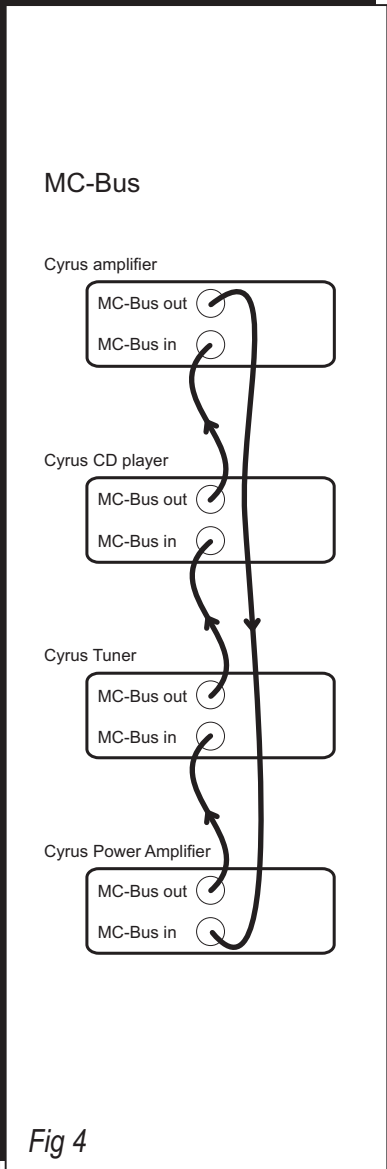 MC-Bus
Cyrus amplifier
MC-Bus out
MC-Bus in
Cyrus CD player
MC-Bus out
MC-Bus in
Cyrus Tuner
MC-Bus out
MC-Bus in
Cyrus Power Amplifier
MC-Bus out
MC-Bus in
Fig 4